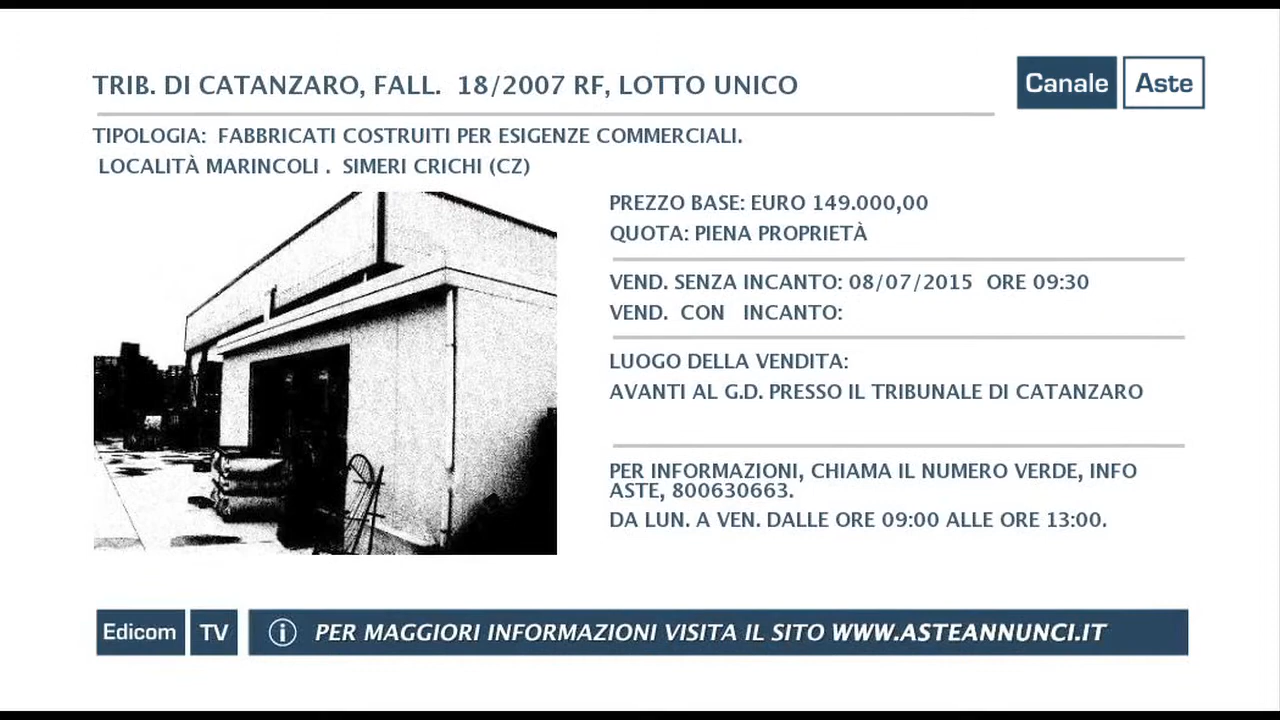 TRIB. DI CATANZARO, FALL.  18/2007 RF, LOTTO UNICO
Canale Aste
TIPOLOGIA:  FABBRICATI COSTRUITI PER ESIGENZE COMMERCIALI.
LOCALITÀ MARINCOLI .  SIMERI CRICHI (CZ)
PREZZO BASE: EURO 149.000,00
QUOTA: PIENA PROPRIETÀ
VEND. SENZA INCANTO: 08/07/2015  ORE 09:30
VEND.  CON   INCANTO:
LUOGO DELLA VENDITA:
AVANTI AL G.D. PRESSO IL TRIBUNALE DI CATANZARO
PER INFORMAZIONI, CHIAMA IL NUMERO VERDE, INFO
ASTE, 800630663.
DA LUN. A VEN. DALLE ORE 09:00 ALLE ORE 13:00.
Edicom TV i PER MAGGIORI INFORMAZIONI VISITA IL SITO WWW.ASTEANNUNCI.IT